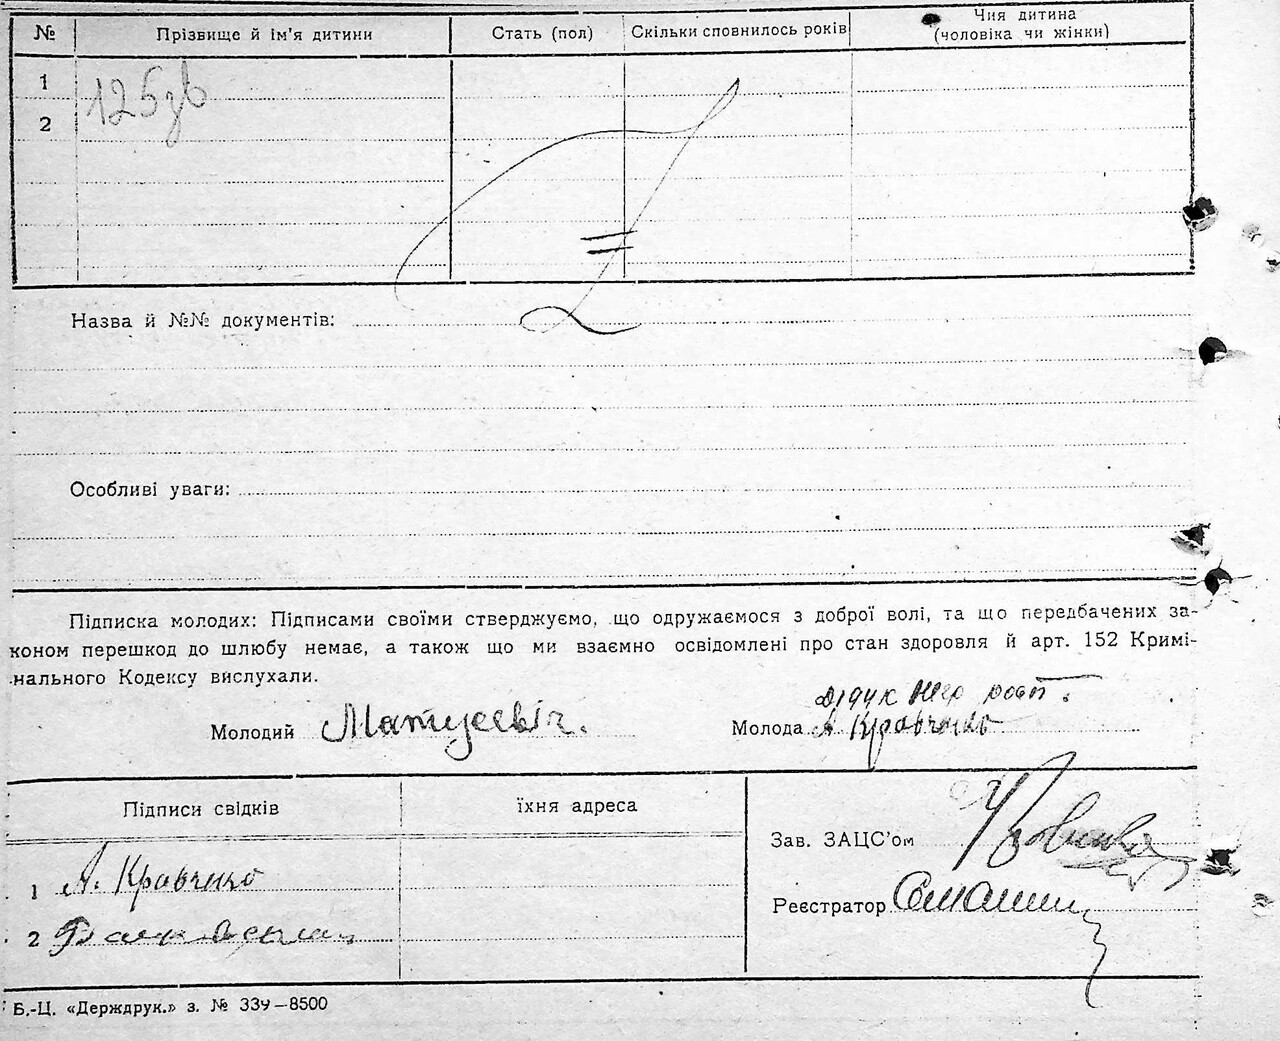 № Прізвище й ім'я дитини Стать (пол) Скільки сповнилось років Чия дитина (чоловіка чи жінки)
1
2
125
Назва й №№ документів:
Особливі уваги:
Підписка молодих: Підписами своїми стверджуємо, що одружаємося з доброї волі, та що передбачених за-
коном перешкод до шлюбу немає, а також що ми взаємно освідомлені про стан здоровля й арт. 152 Кримі-
нального Кодексу вислухали.
Дідук
Молодий Матусевіч. Молода А Кравченко
Підписи свідків їхня адреса
Зав. ЗАЦС'ом
1 А. Кравченко
Реєстратор
2
Б.-Ц. «Держдрук.» з. № 339—8500